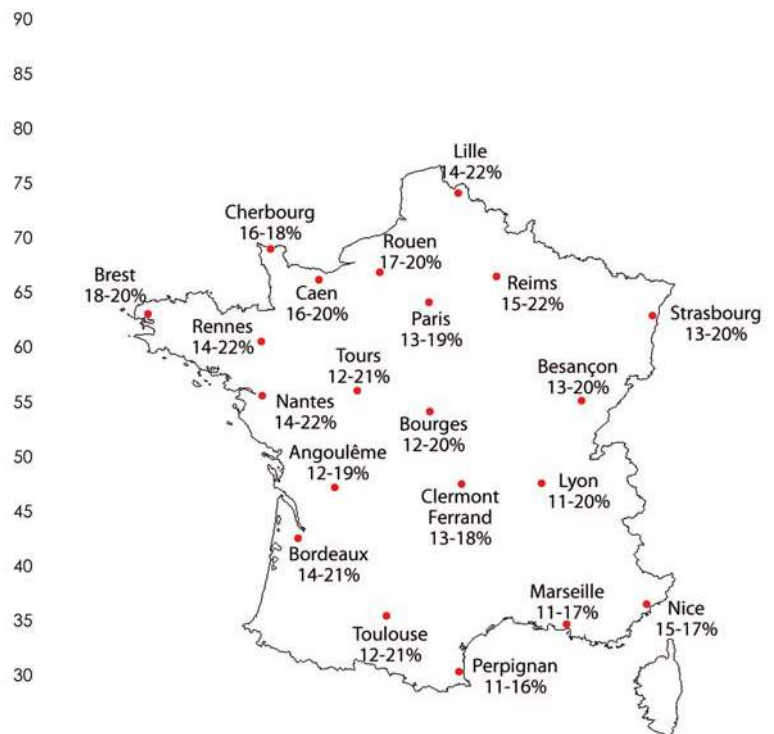 90
85
80
75
70
65
60
55
50
45
40
35
30
Lille
14-22%
Cherbourg
16-18%
Rouen
17-20%
Brest
18-20%
Caen
16-20%
Reims
15-22%
Paris
13-19%
Strasbourg
13-20%
Rennes
14-22%
Tours
12-21%
Besançon
13-20%
Nantes
14-22%
Bourges
12-20%
Angoulême
12-19%
Clermont
Ferrand
13-18%
Lyon
11-20%
Bordeaux
14-21%
Marseille
11-17%
Nice
15-17%
Toulouse
12-21%
Perpignan
11-16%